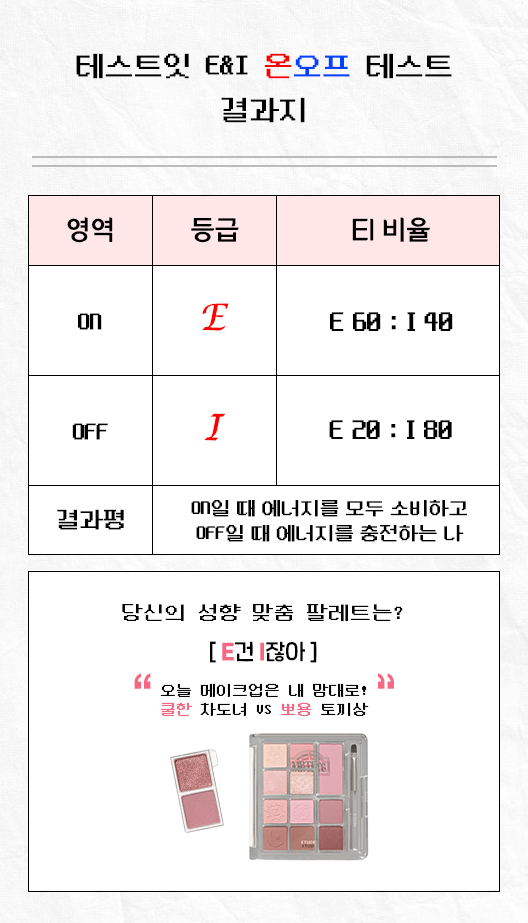 테스트잇 E&I 온오프 테스트
결과지
영역 등급 EI 비율
ON E E 60 : I 40
OFF I E 20 : I 80
결과평 ON일 때 에너지를 모두 소비하고
OFF일 때 에너지를 충전하는 나
당신의 성향 맞춤 팔레트는?
[ E건 I잖아 ]
“ 오늘 메이크업은 내 맘대로! ”
쿨한 차도녀 VS 뽀용 토끼상
ETUDE